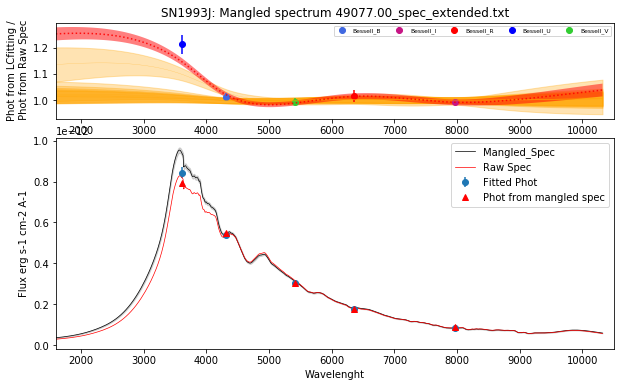 SN1993J: Mangled spectrum 49077.00_spec_extended.txt
Phot from LCfitting /
Phot from Raw Spec
1.2
1.1
1.0
Bessell_B
Bessell_I
Bessell_R
Bessell_U
Bessell_V
2000 3000 4000 5000 6000 7000 8000 9000 10000
Flux erg s-1 cm-2 A-1
1.0
0.8
0.6
0.4
0.2
0.0
Mangled_Spec
Raw Spec
Fitted Phot
Phot from mangled spec
2000 3000 4000 5000 6000 7000 8000 9000 10000
Wavelenght